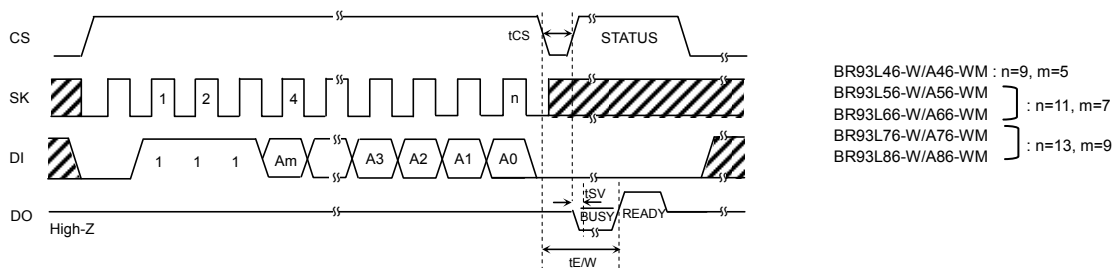 CS
tCS
STATUS
SK
1
2
4
n
DI
1
1
1
Am
A3
A2
A1
A0
tSV
DO
BUSY
READY
High-Z
tE/W
BR93L46-W/A46-WM : n=9, m=5
BR93L56-W/A56-WM
BR93L66-W/A66-WM
: n=11, m=7
BR93L76-W/A76-WM
BR93L86-W/A86-WM
: n=13, m=9